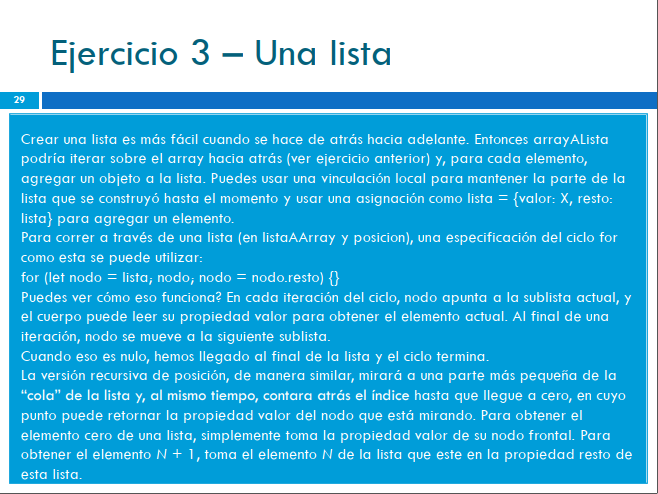 Ejercicio 3 – Una lista
29
Crear una lista es más fácil cuando se hace de atrás hacia adelante. Entonces arrayALista
podría iterar sobre el array hacia atrás (ver ejercicio anterior) y, para cada elemento,
agregar un objeto a la lista. Puedes usar una vinculación local para mantener la parte de la
lista que se construyó hasta el momento y usar una asignación como lista = {valor: X, resto:
lista} para agregar un elemento.
Para correr a través de una lista (en listaAArray y posicion), una especificación del ciclo for
como esta se puede utilizar:
for (let nodo = lista; nodo; nodo = nodo.resto) {}
Puedes ver cómo eso funciona? En cada iteración del ciclo, nodo apunta a la sublista actual, y
el cuerpo puede leer su propiedad valor para obtener el elemento actual. Al final de una
iteración, nodo se mueve a la siguiente sublista.
Cuando eso es nulo, hemos llegado al final de la lista y el ciclo termina.
La versión recursiva de posición, de manera similar, mirará a una parte más pequeña de la
“cola” de la lista y, al mismo tiempo, contara atrás el índice hasta que llegue a cero, en cuyo
punto puede retornar la propiedad valor del nodo que está mirando. Para obtener el
elemento cero de una lista, simplemente toma la propiedad valor de su nodo frontal. Para
obtener el elemento N + 1, toma el elemento N de la lista que este en la propiedad resto de
esta lista.